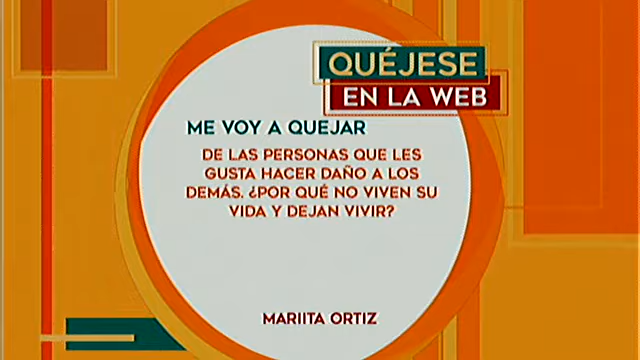 QUÉJESE
EN LA WEB
ME VOY A QUEJAR
DE LAS PERSONAS QUE LES
GUSTA HACER DAÑO A LOS
DEMÁS. ¿POR QUÉ NO VIVEN SU
VIDA Y DEJAN VIVIR?
MARIITA ORTIZ